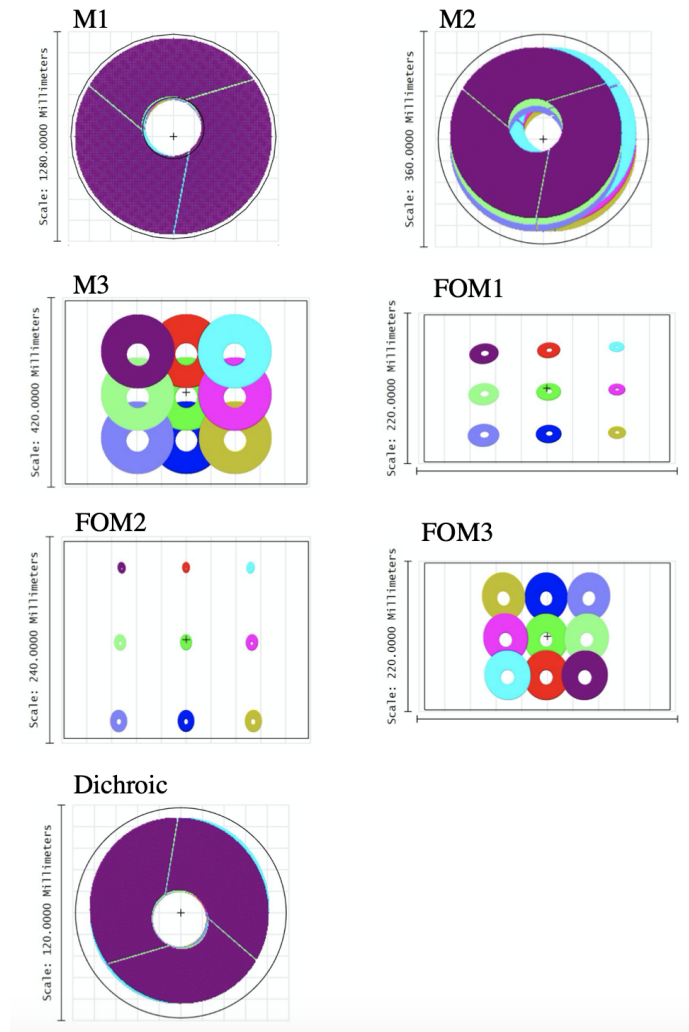 M1
Scale: 1280.0000 Millimeters
M2
Scale: 360.0000 Millimeters
M3
Scale: 420.0000 Millimeters
FOM1
Scale: 220.0000 Millimeters
FOM2
Scale: 240.0000 Millimeters
FOM3
Scale: 220.0000 Millimeters
Dichroic
Scale: 120.0000 Millimeters